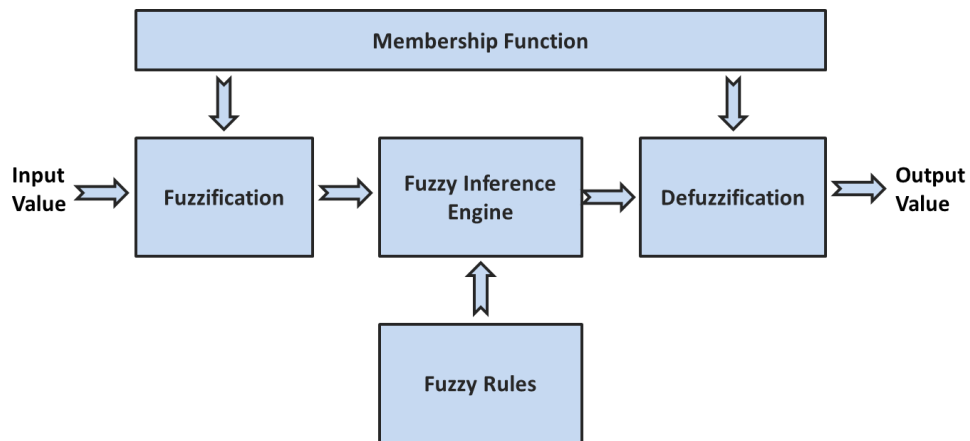 Membership Function
Input
Value
Fuzzification
Fuzzy Inference
Engine
Defuzzification
Output
Value
Fuzzy Rules